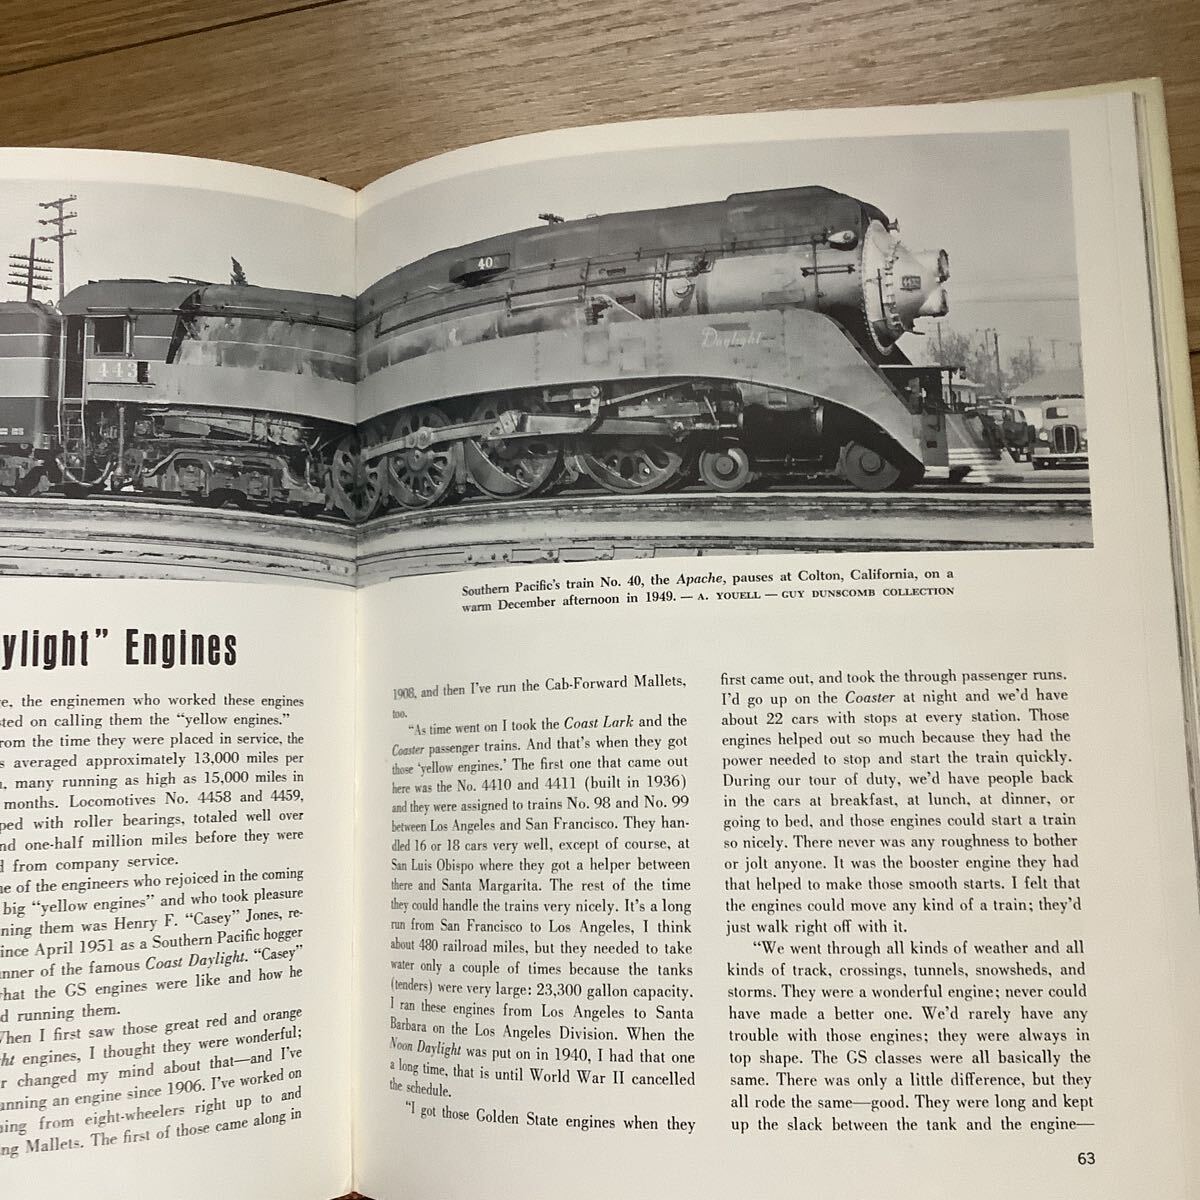 40
Daylight
443
Southern Pacific's train No. 40, the Apache, pauses at Colton, California, on a
warm December afternoon in 1949. — A. YOUELL — GUY DUNSCOMB COLLECTION
ylight" Engines
the enginemen who worked these engines
on calling them the "yellow engines."
from the time they were placed in service, the
averaged approximately 13,000 miles per
many running as high as 15,000 miles in
months. Locomotives No. 4458 and 4459,
ped with roller bearings, totaled well over
nd one-half million miles before they were
from company service.
ne of the engineers who rejoiced in the coming
big "yellow engines" and who took pleasure
ning them was Henry F. "Casey" Jones, re-
ince April 1951 as a Southern Pacific hogger
nner of the famous Coast Daylight. "Casey"
hat the GS engines were like and how he
d running them.
When I first saw those great red and orange
ht engines, I thought they were wonderful;
r changed my mind about that—and I've
unning an engine since 1906. I've worked on
ning from eight-wheelers right up to and
ng Mallets. The first of those came along in
1908, and then I've run the Cab-Forward Mallets,
too.
"As time went on I took the Coast Lark and the
Coaster passenger trains. And that's when they got
those 'yellow engines.' The first one that came out
here was the No. 4410 and 4411 (built in 1936)
and they were assigned to trains No. 98 and No. 99
between Los Angeles and San Francisco. They han-
dled 16 or 18 cars very well, except of course, at
San Luis Obispo where they got a helper between
there and Santa Margarita. The rest of the time
they could handle the trains very nicely. It's a long
run from San Francisco to Los Angeles, I think
about 480 railroad miles, but they needed to take
water only a couple of times because the tanks
(tenders) were very large: 23,300 gallon capacity.
I ran these engines from Los Angeles to Santa
Barbara on the Los Angeles Division. When the
Noon Daylight was put on in 1940, I had that one
a long time, that is until World War II cancelled
the schedule.
"I got those Golden State engines when they
first came out, and took the through passenger runs.
I'd go up on the Coaster at night and we'd have
about 22 cars with stops at every station. Those
engines helped out so much because they had the
power needed to stop and start the train quickly.
During our tour of duty, we'd have people back
in the cars at breakfast, at lunch, at dinner, or
going to bed, and those engines could start a train
so nicely. There never was any roughness to bother
or jolt anyone. It was the booster engine they had
that helped to make those smooth starts. I felt that
the engines could move any kind of a train; they'd
just walk right off with it.
"We went through all kinds of weather and all
kinds of track, crossings, tunnels, snowsheds, and
storms. They were a wonderful engine; never could
have made a better one. We'd rarely have any
trouble with those engines; they were always in
top shape. The GS classes were all basically the
same. There was only a little difference, but they
all rode the same—good. They were long and kept
up the slack between the tank and the engine—
63